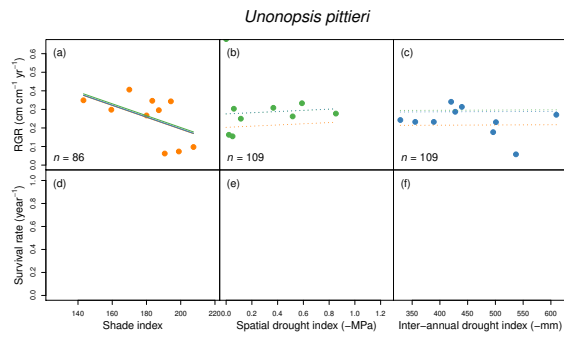 Unonopsis pittieri
(a)
(b)
(c)
RGR (cm cm⁻¹ yr⁻¹)
0.0 0.1 0.2 0.3 0.4 0.5 0.6
n = 86
n = 109
n = 109
(d)
(e)
(f)
Survival rate (year⁻¹)
0.0 0.2 0.4 0.6 0.8 1.0
140 160 180 200 220
0.0 0.2 0.4 0.6 0.8 1.0 1.2
350 400 450 500 550 600
Shade index
Spatial drought index (−MPa)
Inter−annual drought index (−mm)